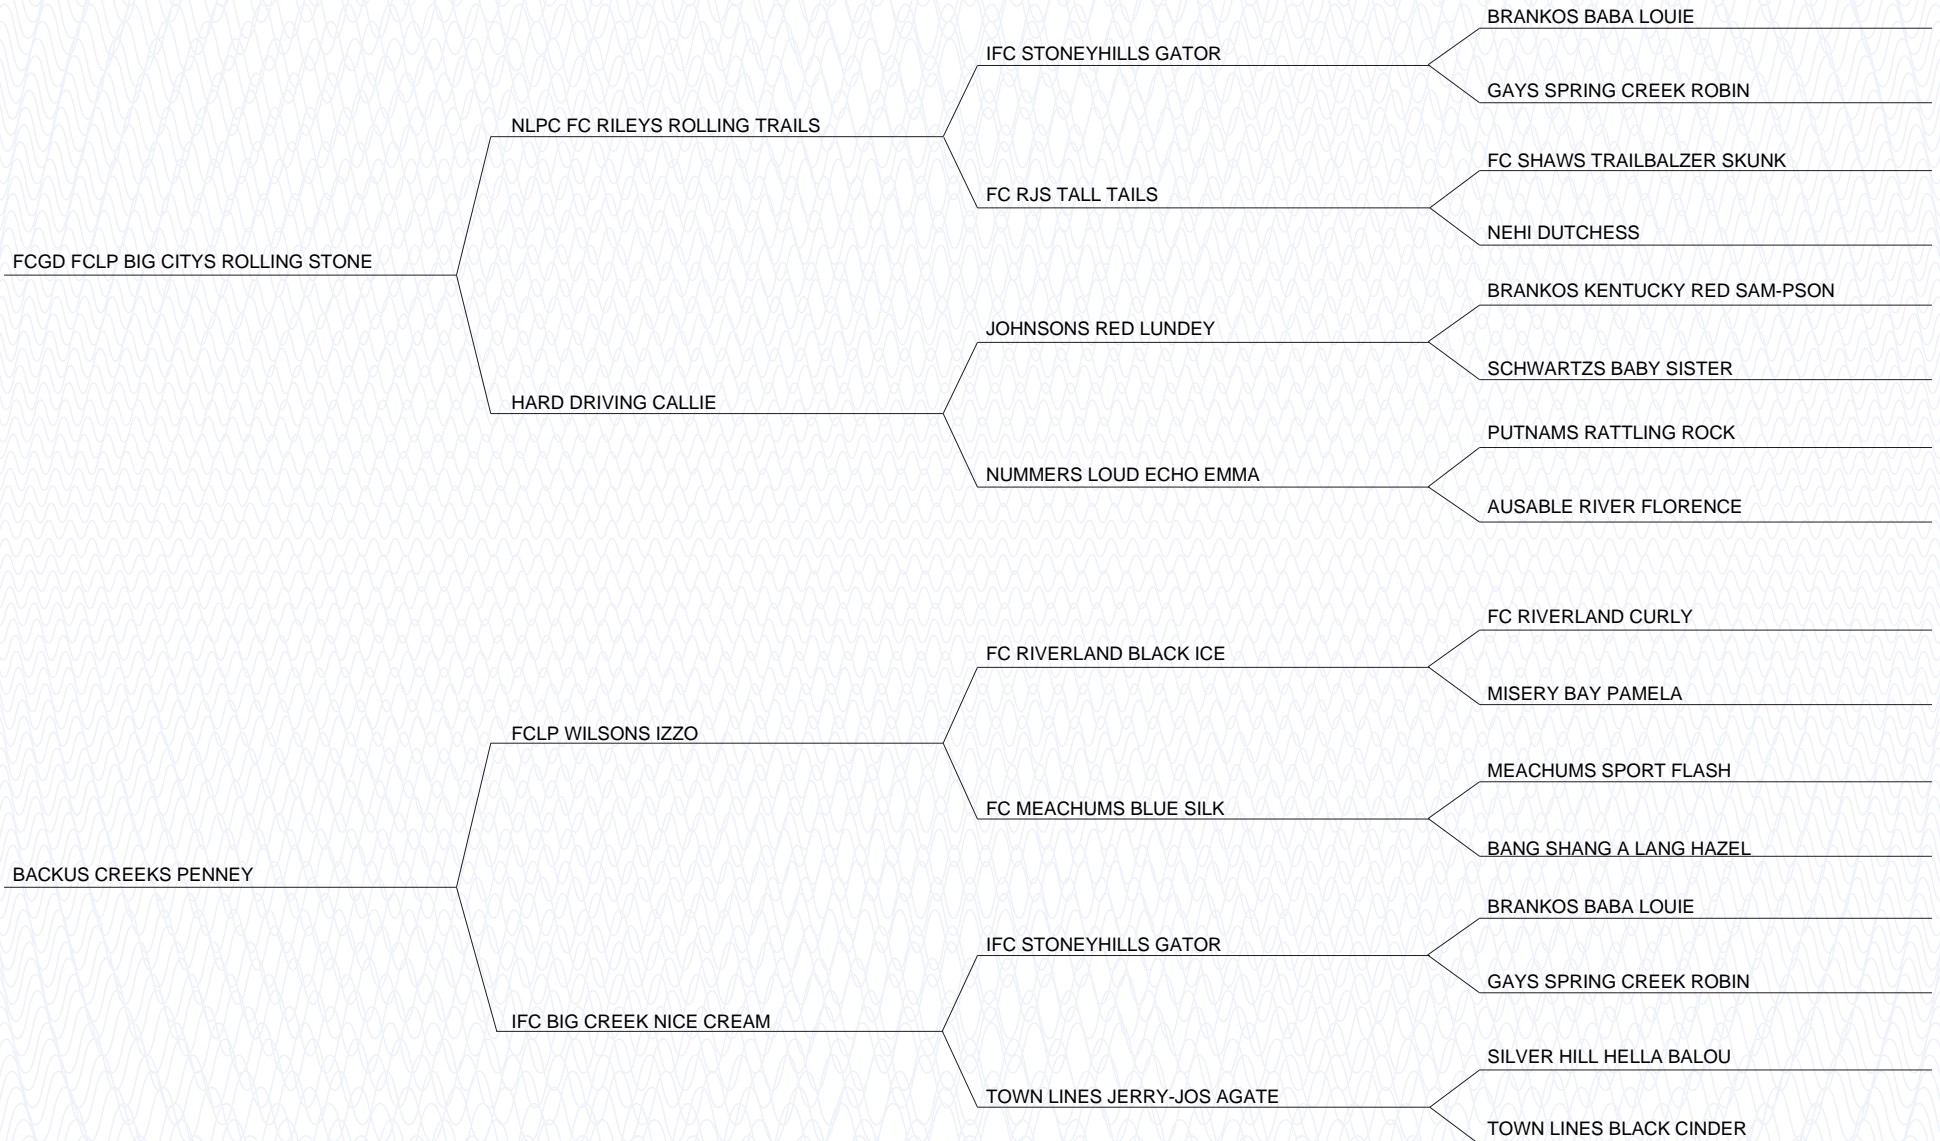 BRANKOS BABA LOUIE
IFC STONEYHILLS GATOR
GAYS SPRING CREEK ROBIN
NLPC FC RILEYS ROLLING TRAILS
FC SHAWS TRAILBALZER SKUNK
FC RJS TALL TAILS
NEHI DUTCHESS
FCGD FCLP BIG CITYS ROLLING STONE
BRANKOS KENTUCKY RED SAM-PSON
JOHNSONS RED LUNDEY
SCHWARTZS BABY SISTER
HARD DRIVING CALLIE
PUTNAMS RATTLING ROCK
NUMMERS LOUD ECHO EMMA
AUSABLE RIVER FLORENCE
FC RIVERLAND CURLY
FC RIVERLAND BLACK ICE
MISERY BAY PAMELA
FCLP WILSONS IZZO
MEACHUMS SPORT FLASH
FC MEACHUMS BLUE SILK
BANG SHANG A LANG HAZEL
BACKUS CREEKS PENNEY
BRANKOS BABA LOUIE
IFC STONEYHILLS GATOR
GAYS SPRING CREEK ROBIN
IFC BIG CREEK NICE CREAM
SILVER HILL HELLA BALOU
TOWN LINES JERRY-JOS AGATE
TOWN LINES BLACK CINDER